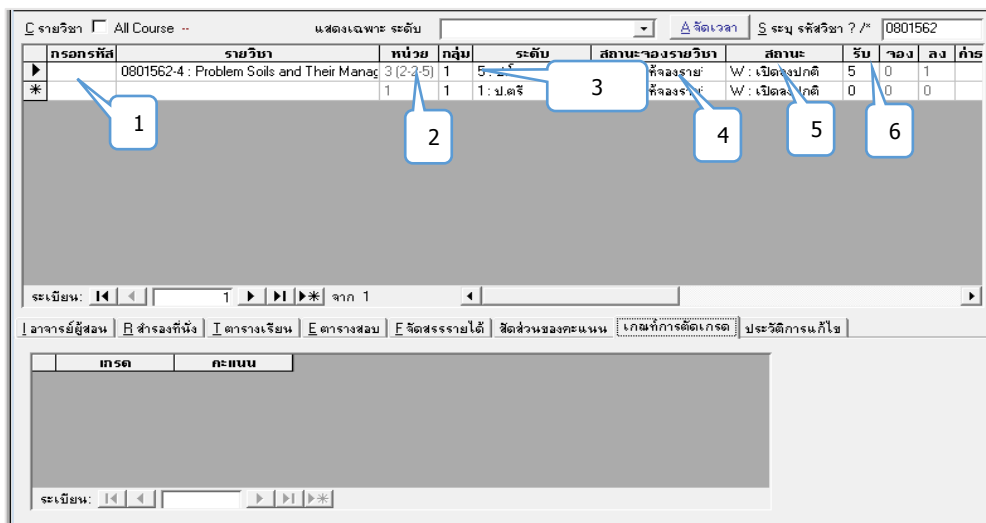 C รายวิชา All Course -- แสดงเฉพาะ ระดับ A จัดเวลา S ระบุ รหัสวิชา ? /* 0801562
กรอกรหัส รายวิชา หน่วย กลุ่ม ระดับ สถานะจองรายวิชา สถานะ รับ จอง ลง
0801562-4 : Problem Soils and Their Manag 3 (2-2-5) 1 5 W : เปิดลงปกติ 5 0 1
1 1 1 : ป.ตรี W : เปิดลงปกติ 0 0 0
1 2 3 4 5 6
ระเบียน: 1 จาก 1
I อาจารย์ผู้สอน R สำรองที่นั่ง T ตารางเรียน E ตารางสอบ F จัดสรรรายได้ สัดส่วนของคะแนน เกณฑ์การตัดเกรด ประวัติการแก้ไข
เกรด คะแนน
ระเบียน: